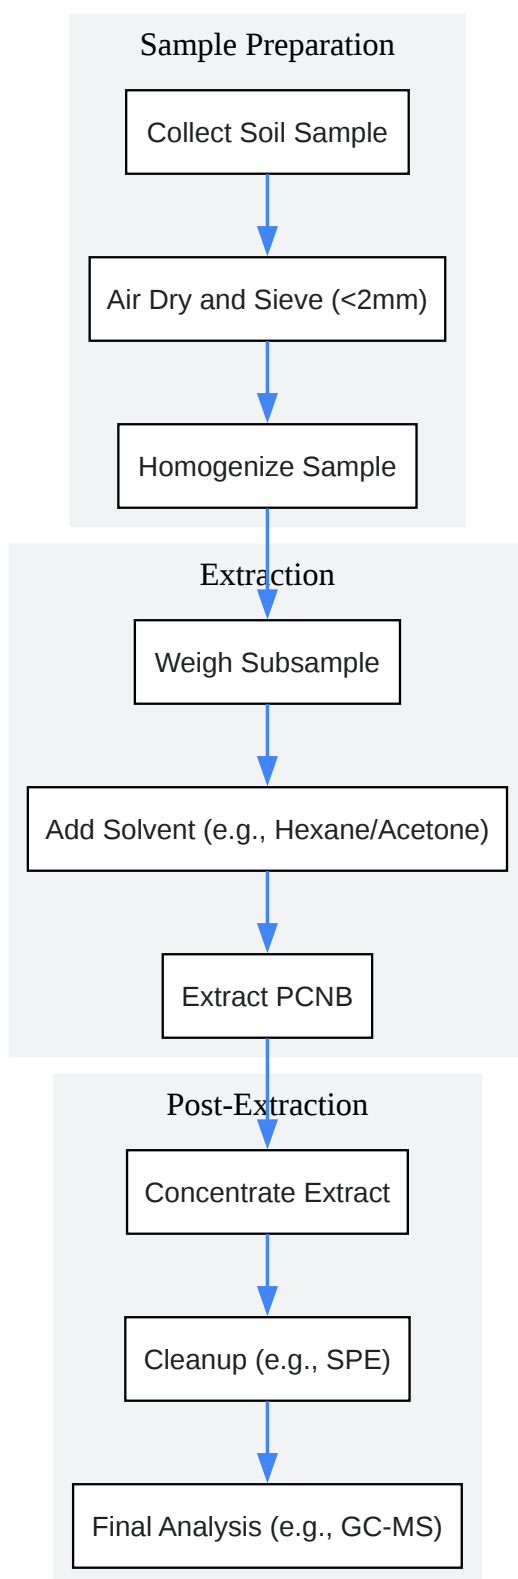 Sample Preparation
Collect Soil Sample
Air Dry and Sieve (<2mm)
Homogenize Sample
Extraction
Weigh Subsample
Add Solvent (e.g., Hexane/Acetone)
Extract PCNB
Post-Extraction
Concentrate Extract
Cleanup (e.g., SPE)
Final Analysis (e.g., GC-MS)